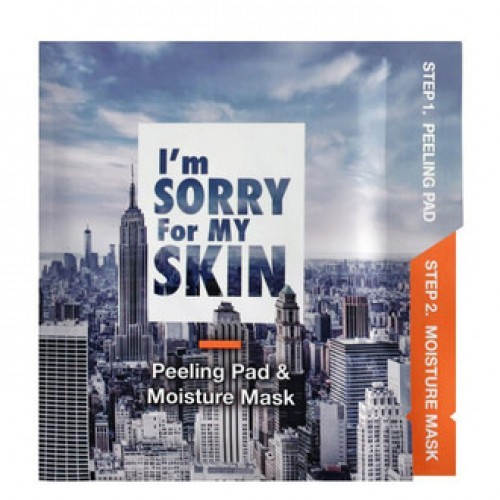 I'm
SORRY
For MY
SKIN
Peeling Pad &
Moisture Mask
STEP 1. PEELING PAD
STEP 2. MOISTURE MASK